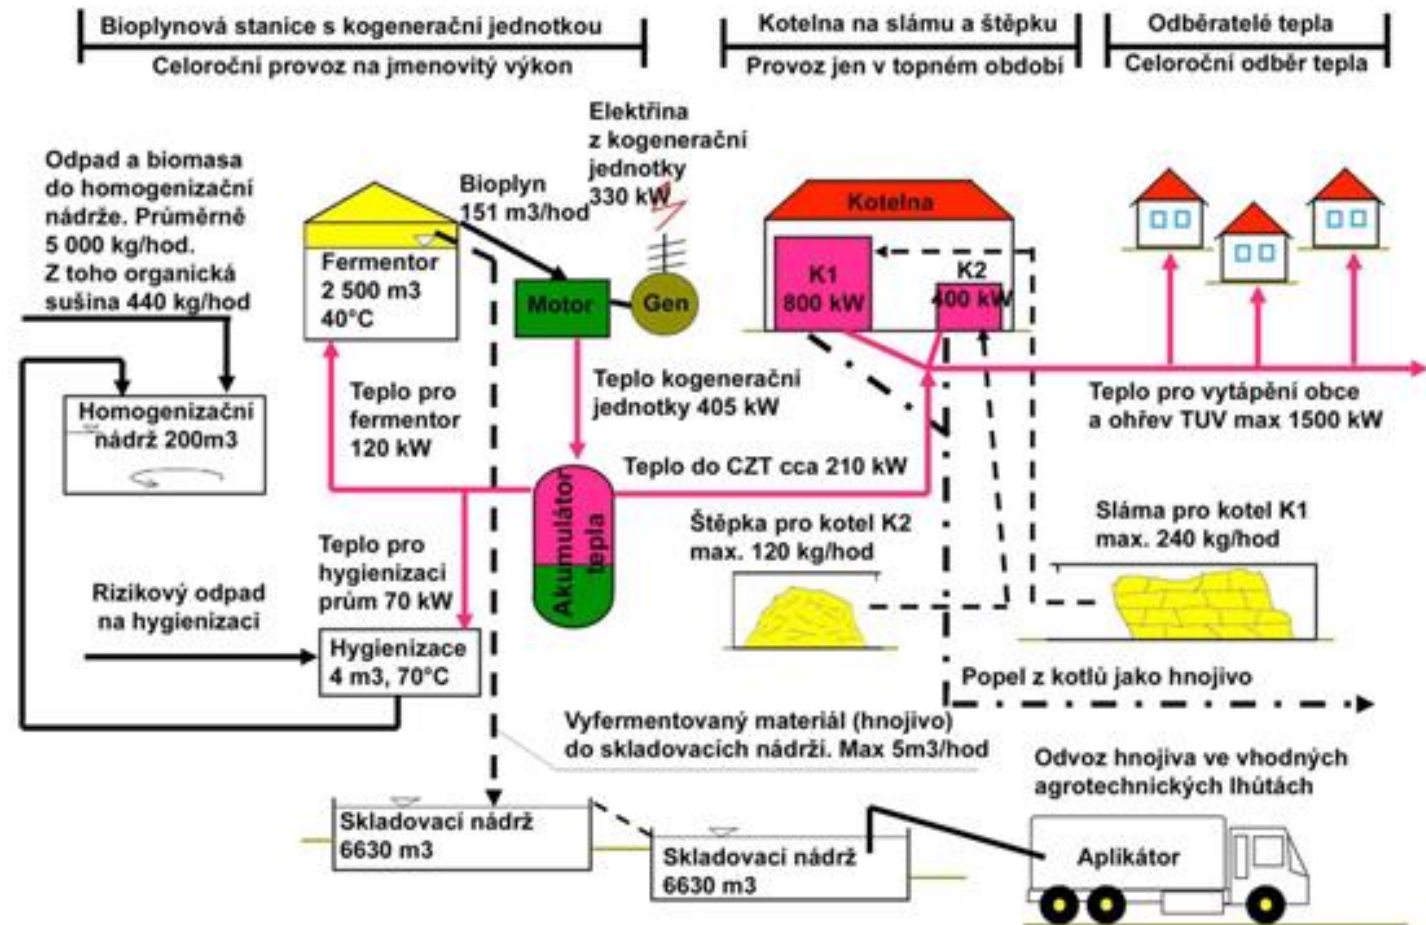 Bioplynová stanice s kogenerační jednotkou
Celoroční provoz na jmenovitý výkon
Kotelna na slámu a štěpku
Provoz jen v topném období
Odběratelé tepla
Celoroční odběr tepla
Elektřina
z kogenerační
jednotky
330 kW
Odpad a biomasa
do homogenizační
nádrže. Průměrně
5 000 kg/hod.
Z toho organická
sušina 440 kg/hod
Bioplyn
151 m3/hod
Fermentor
2 500 m3
40°C
Motor
Gen
Kotelna
K1
800 kW
K2
400 kW
Teplo pro
fermentor
120 kW
Teplo kogenerační
jednotky 405 kW
Teplo pro vytápění obce
a ohřev TUV max 1500 kW
Homogenizační
nádrž 200m3
Teplo do CZT cca 210 kW
Akumulátor
tepla
Štěpka pro kotel K2
max. 120 kg/hod
Sláma pro kotel K1
max. 240 kg/hod
Teplo pro
hygienizaci
prům 70 kW
Rizikový odpad
na hygienizaci
Hygienizace
4 m3, 70°C
Popel z kotlů jako hnojivo
Vyfermentovaný materiál (hnojivo)
do skladovacích nádrží. Max 5m3/hod
Odvoz hnojiva ve vhodných
agrotechnických lhútách
Skladovací nádrž
6630 m3
Skladovací nádrž
6630 m3
Aplikátor